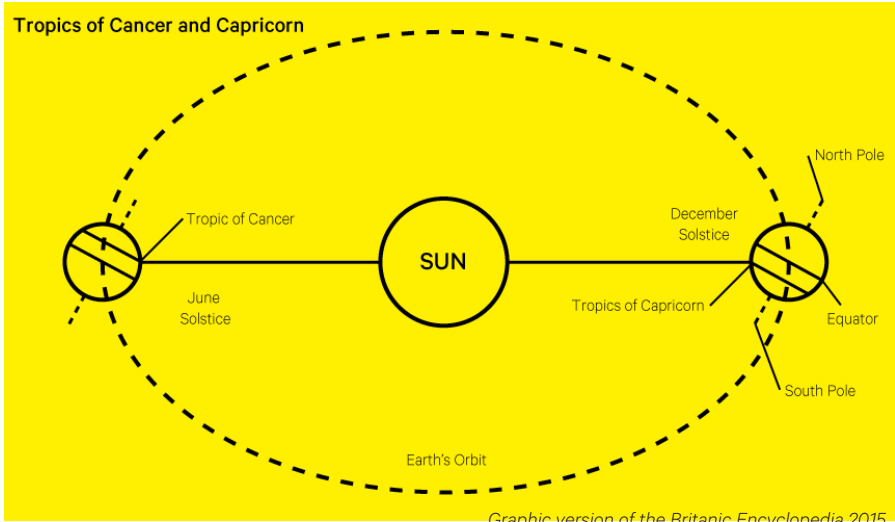 Tropics of Cancer and Capricorn
North Pole
Tropic of Cancer
December
Solstice
SUN
June
Solstice
Tropics of Capricorn
Equator
South Pole
Earth's Orbit
Graphic version of the Britanic Encyclopedia 2015